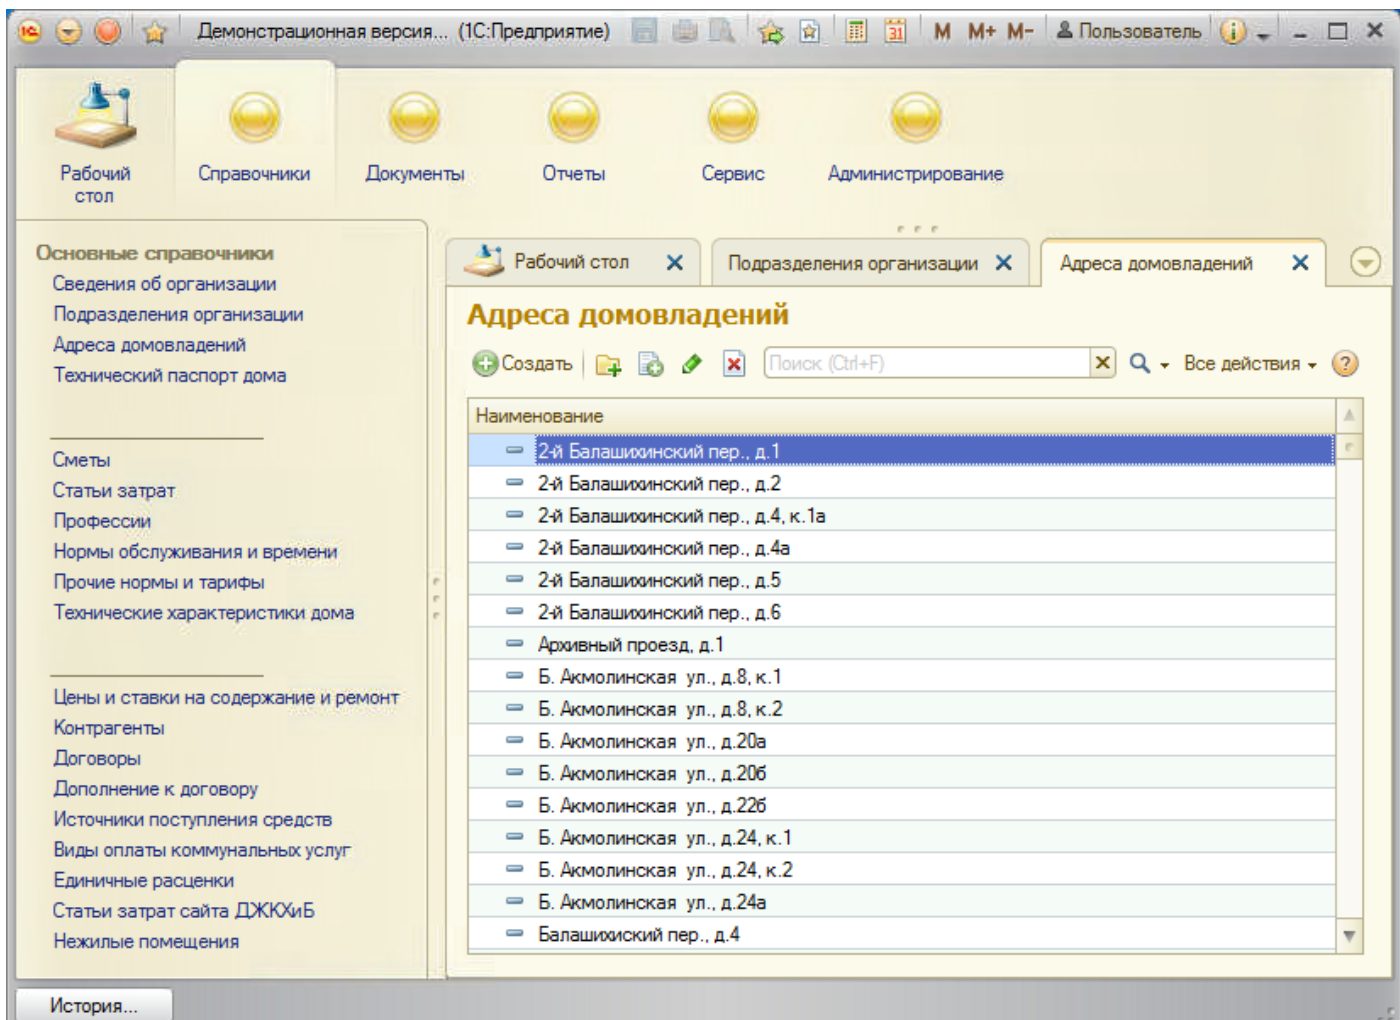 Демонстрационная версия... (1С:Предприятие) 31 M M+ M- Пользователь
Рабочий стол
Справочники
Документы
Отчеты
Сервис
Администрирование
Основные справочники
Сведения об организации
Подразделения организации
Адреса домовладений
Технический паспорт дома
Сметы
Статьи затрат
Профессии
Нормы обслуживания и времени
Прочие нормы и тарифы
Технические характеристики дома
Цены и ставки на содержание и ремонт
Контрагенты
Договоры
Дополнение к договору
Источники поступления средств
Виды оплаты коммунальных услуг
Единичные расценки
Статьи затрат сайта ДЖКХиБ
Нежилые помещения
Рабочий стол
Подразделения организации
Адреса домовладений
Адреса домовладений
Создать Поиск (Ctrl+F) Все действия ?
Наименование
2-й Балашихинский пер., д.1
2-й Балашихинский пер., д.2
2-й Балашихинский пер., д.4, к.1а
2-й Балашихинский пер., д.4а
2-й Балашихинский пер., д.5
2-й Балашихинский пер., д.6
Архивный проезд, д.1
Б. Акмолинская ул., д.8, к.1
Б. Акмолинская ул., д.8, к.2
Б. Акмолинская ул., д.20а
Б. Акмолинская ул., д.20б
Б. Акмолинская ул., д.22б
Б. Акмолинская ул., д.24, к.1
Б. Акмолинская ул., д.24, к.2
Б. Акмолинская ул., д.24а
Балашихиский пер., д.4
История...